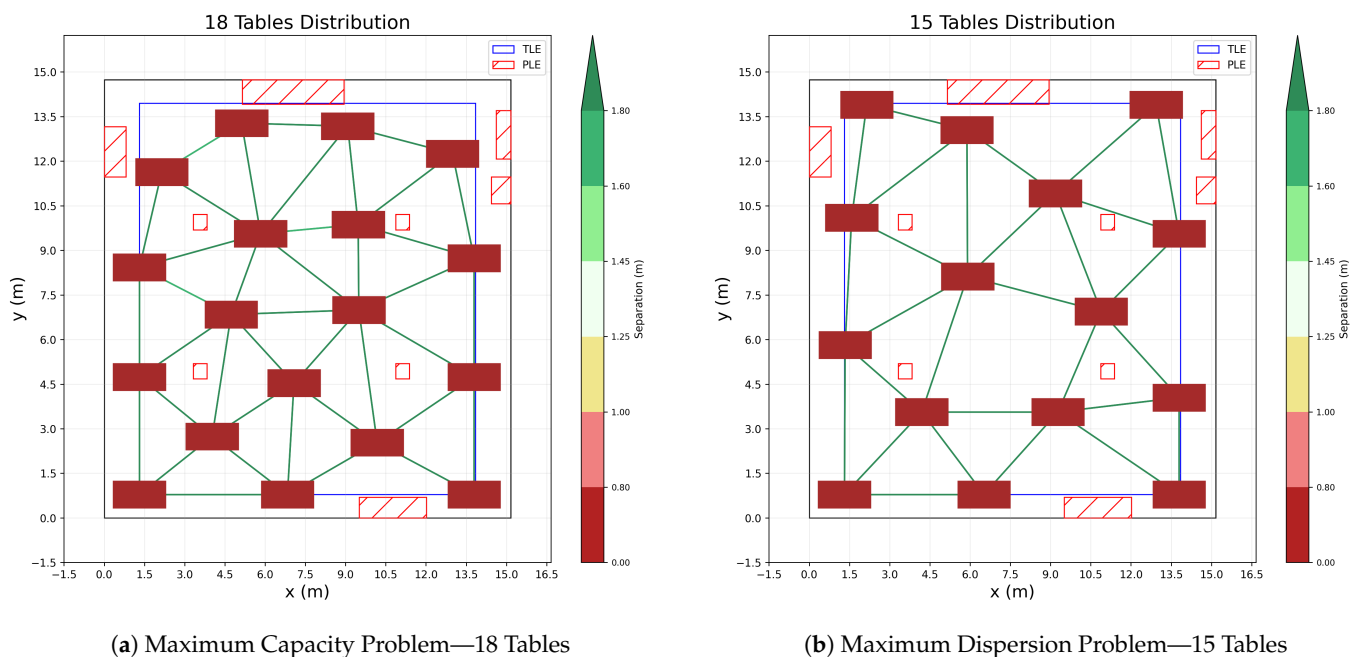 18 Tables Distribution
TLE
PLE
15.0
13.5
12.0
10.5
9.0
7.5
6.0
4.5
3.0
1.5
0.0
−1.5
y (m)
−1.5 0.0 1.5 3.0 4.5 6.0 7.5 9.0 10.5 12.0 13.5 15.0 16.5
x (m)
1.80
1.60
1.45
1.25
1.00
0.80
0.00
Separation (m)
(a) Maximum Capacity Problem—18 Tables
15 Tables Distribution
TLE
PLE
15.0
13.5
12.0
10.5
9.0
7.5
6.0
4.5
3.0
1.5
0.0
−1.5
y (m)
−1.5 0.0 1.5 3.0 4.5 6.0 7.5 9.0 10.5 12.0 13.5 15.0 16.5
x (m)
1.80
1.60
1.45
1.25
1.00
0.80
0.00
Separation (m)
(b) Maximum Dispersion Problem—15 Tables